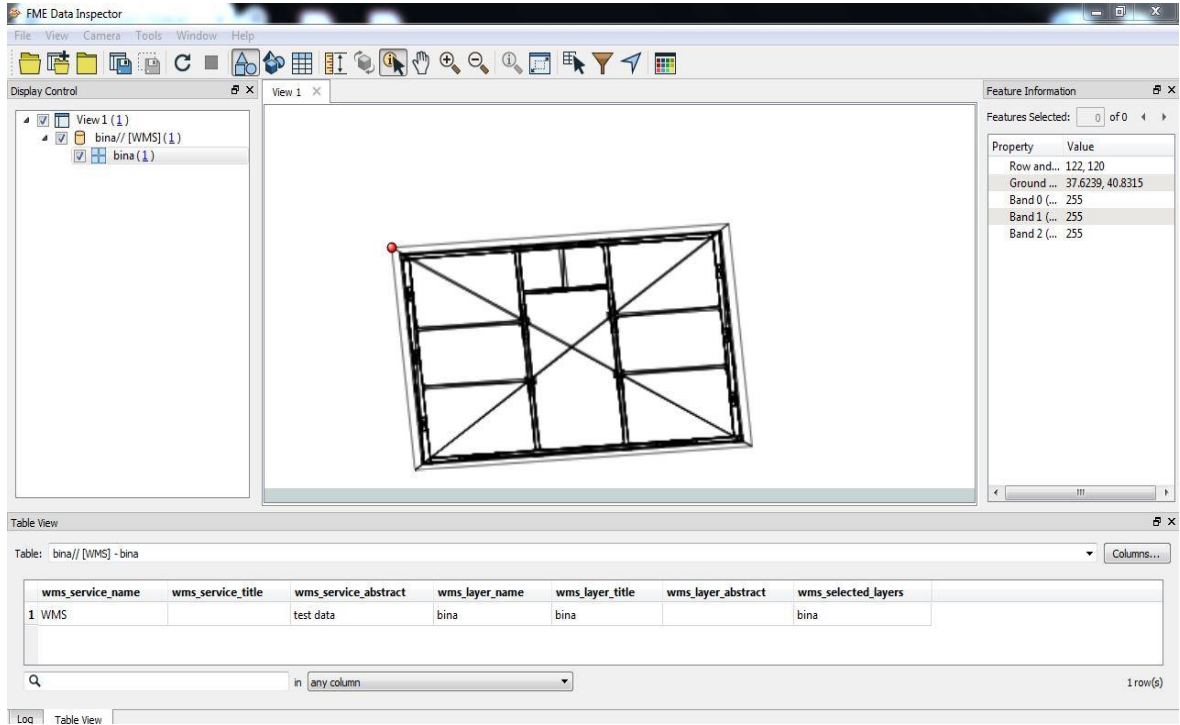 FME Data Inspector
File View Camera Tools Window Help
Display Control
View 1
Feature Information
View 1 (1)
bina// [WMS] (1)
bina (1)
Features Selected: 0 of 0
Property Value
Row and... 122, 120
Ground ... 37.6239, 40.8315
Band 0 (... 255
Band 1 (... 255
Band 2 (... 255
Table View
Table: bina// [WMS] - bina
Columns...
wms_service_name wms_service_title wms_service_abstract wms_layer_name wms_layer_title wms_layer_abstract wms_selected_layers
1 WMS test data bina bina bina
in any column
1 row(s)
Log Table View